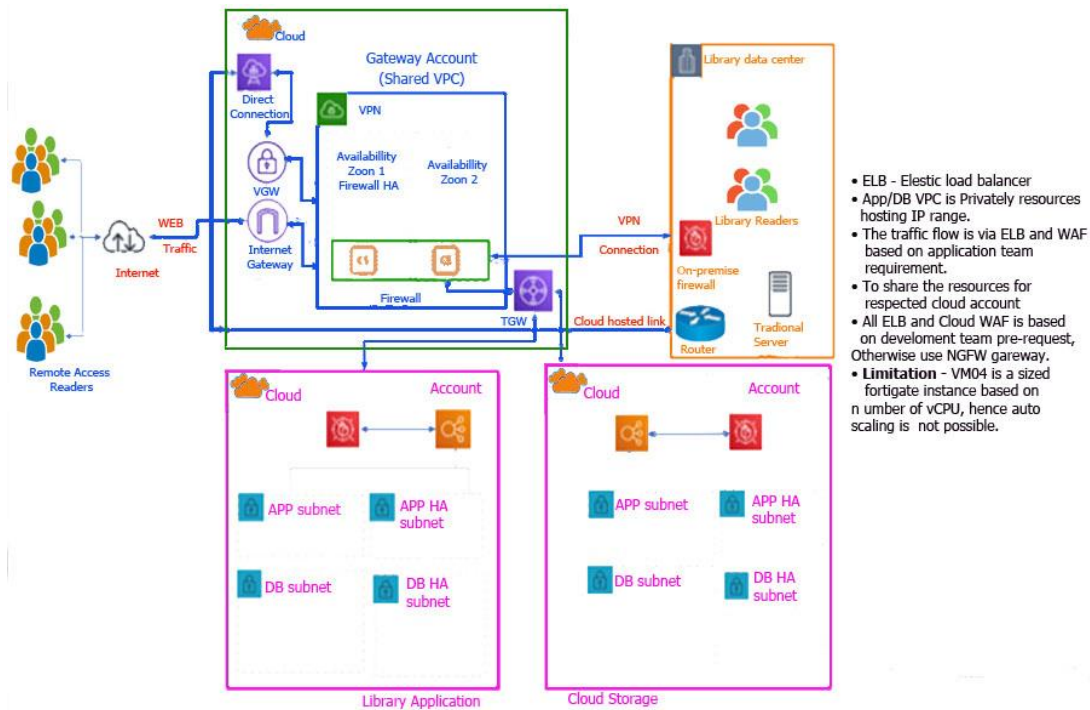 Cloud
Gateway Account
(Shared VPC)
Direct
Connection
VPN
Availabillity
Zoon 1
Firewall HA
Availabillity
Zoon 2
VGW
Internet
Gateway
Firewall
TGW
WEB
Traffic
Internet
Remote Access
Readers
Library data center
Library Readers
VPN
Connection
On-premise
firewall
Cloud hosted link
Router
Tradional
Server
• ELB - Elestic load balancer
• App/DB VPC is Privately resources
hosting IP range.
• The traffic flow is via ELB and WAF
based on application team
requirement.
• To share the resources for
respected cloud account
• All ELB and Cloud WAF is based
on develoment team pre-request,
Otherwise use NGFW gareway.
• Limitation - VM04 is a sized
fortigate instance based on
n umber of vCPU, hence auto
scaling is not possible.
Cloud
Account
APP subnet
APP HA
subnet
DB subnet
DB HA
subnet
Library Application
Cloud
Account
APP subnet
APP HA
subnet
DB subnet
DB HA
subnet
Cloud Storage